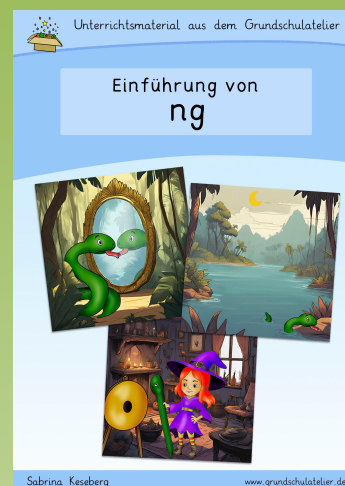 Unterrichtsmaterial aus dem Grundschulatelier
Einführung von
ng
Sabrina Keseberg
www.grundschulatelier.de